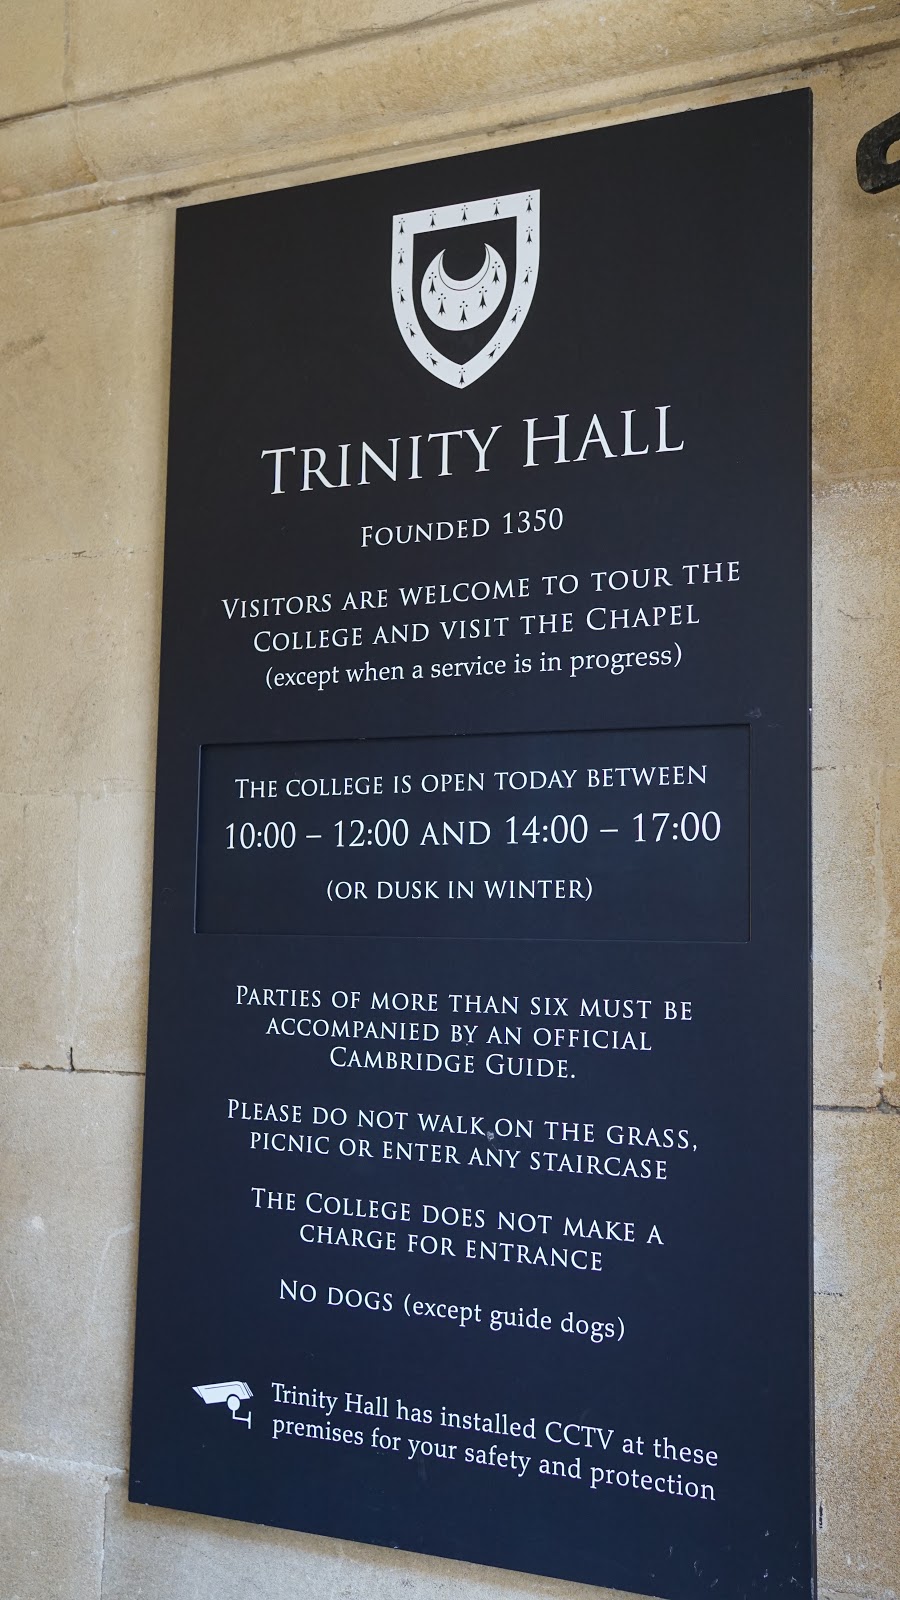 TRINITY HALL
FOUNDED 1350
VISITORS ARE WELCOME TO TOUR THE
COLLEGE AND VISIT THE CHAPEL
(except when a service is in progress)
THE COLLEGE IS OPEN TODAY BETWEEN
10:00 – 12:00 AND 14:00 – 17:00
(OR DUSK IN WINTER)
PARTIES OF MORE THAN SIX MUST BE
ACCOMPANIED BY AN OFFICIAL
CAMBRIDGE GUIDE.
PLEASE DO NOT WALK ON THE GRASS,
PICNIC OR ENTER ANY STAIRCASE
THE COLLEGE DOES NOT MAKE A
CHARGE FOR ENTRANCE
NO DOGS (except guide dogs)
Trinity Hall has installed CCTV at these
premises for your safety and protection